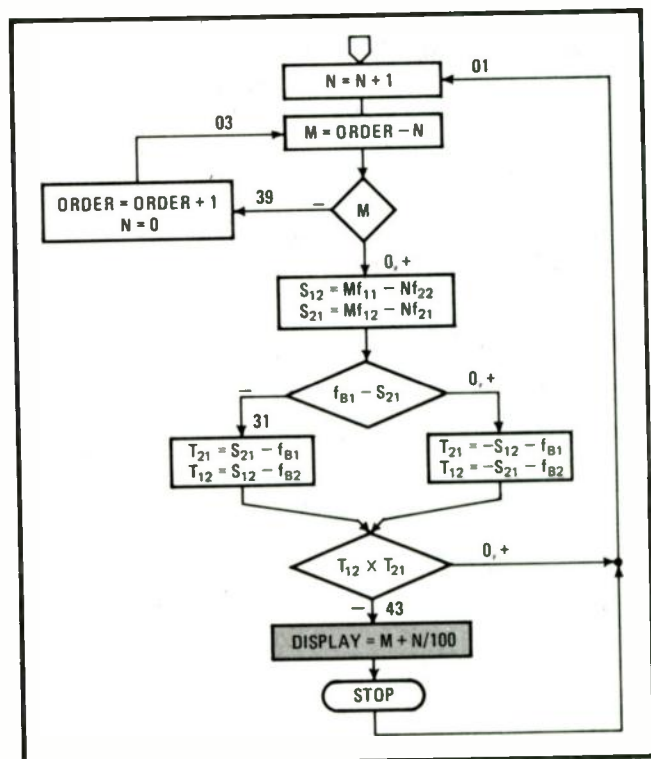 01
N = N + 1
03
M = ORDER – N
ORDER = ORDER + 1
N = 0
39
–
M
0, +
S₁₂ = Mf₁₁ – Nf₂₂
S₂₁ = Mf₁₂ – Nf₂₁
–
f_B1 – S₂₁
0, +
31
T₂₁ = S₂₁ – f_B1
T₁₂ = S₁₂ – f_B2
T₂₁ = –S₁₂ – f_B1
T₁₂ = –S₂₁ – f_B2
T₁₂ × T₂₁
0, +
– 43
DISPLAY = M + N/100
STOP